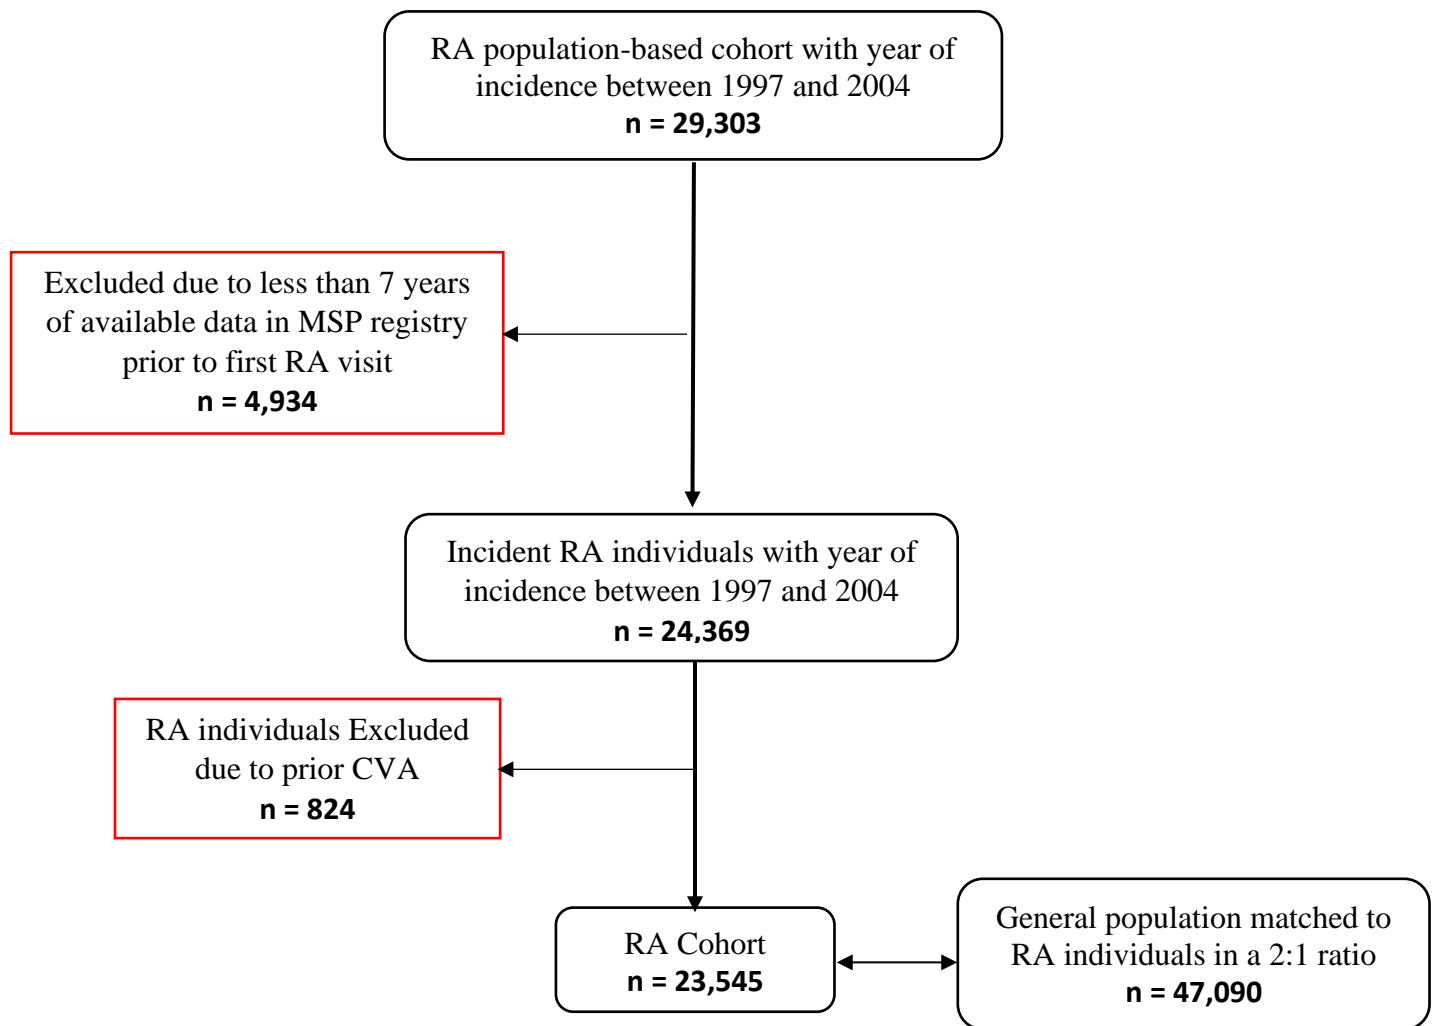 RA population-based cohort with year of
incidence between 1997 and 2004
n = 29,303
Excluded due to less than 7 years
of available data in MSP registry
prior to first RA visit
n = 4,934
Incident RA individuals with year of
incidence between 1997 and 2004
n = 24,369
RA individuals Excluded
due to prior CVA
n = 824
RA Cohort
n = 23,545
General population matched to
RA individuals in a 2:1 ratio
n = 47,090